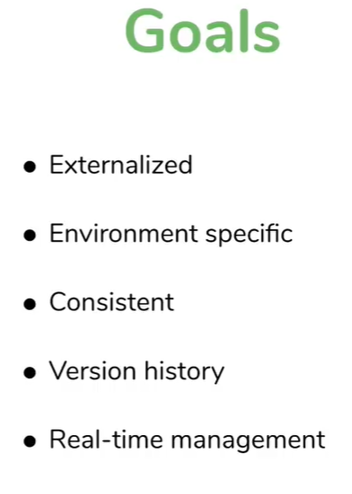 Goals
• Externalized
• Environment specific
• Consistent
• Version history
• Real-time management